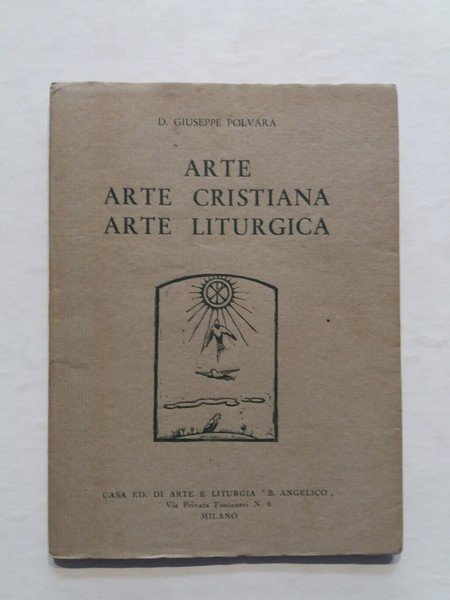 D. GIUSEPPE POLVARA
ARTE
ARTE CRISTIANA
ARTE LITURGICA
CASA ED. DI ARTE E LITURGIA "B. ANGELICO„
Via Privata Fontanesi N. 6
MILANO